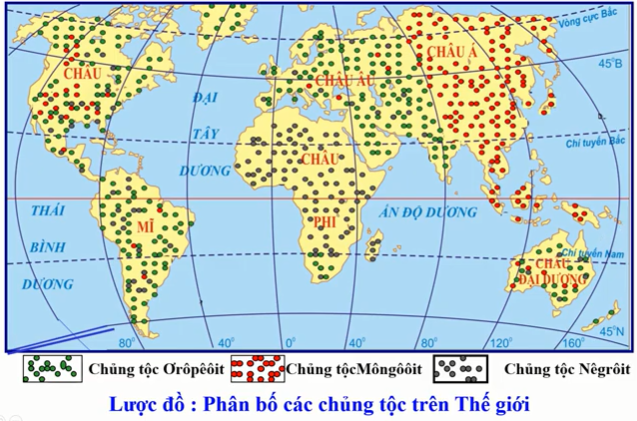 Vòng cực Bắc
CHÂU
CHÂU ÂU
CHÂU Á
45°B
ĐẠI
TÂY
DƯƠNG
Chí tuyến Bắc
CHÂU
PHI
THÁI
BÌNH
DƯƠNG
MĨ
ẤN ĐỘ DƯƠNG
Chí tuyến Nam
CHÂU
ĐẠI DƯƠNG
45°N
80° 40° 0° 40° 80° 120° 160°
Chủng tộc Ơrôpêôit Chủng tộcMôngôôit Chủng tộc Nêgrôit
Lược đồ : Phân bố các chủng tộc trên Thế giới